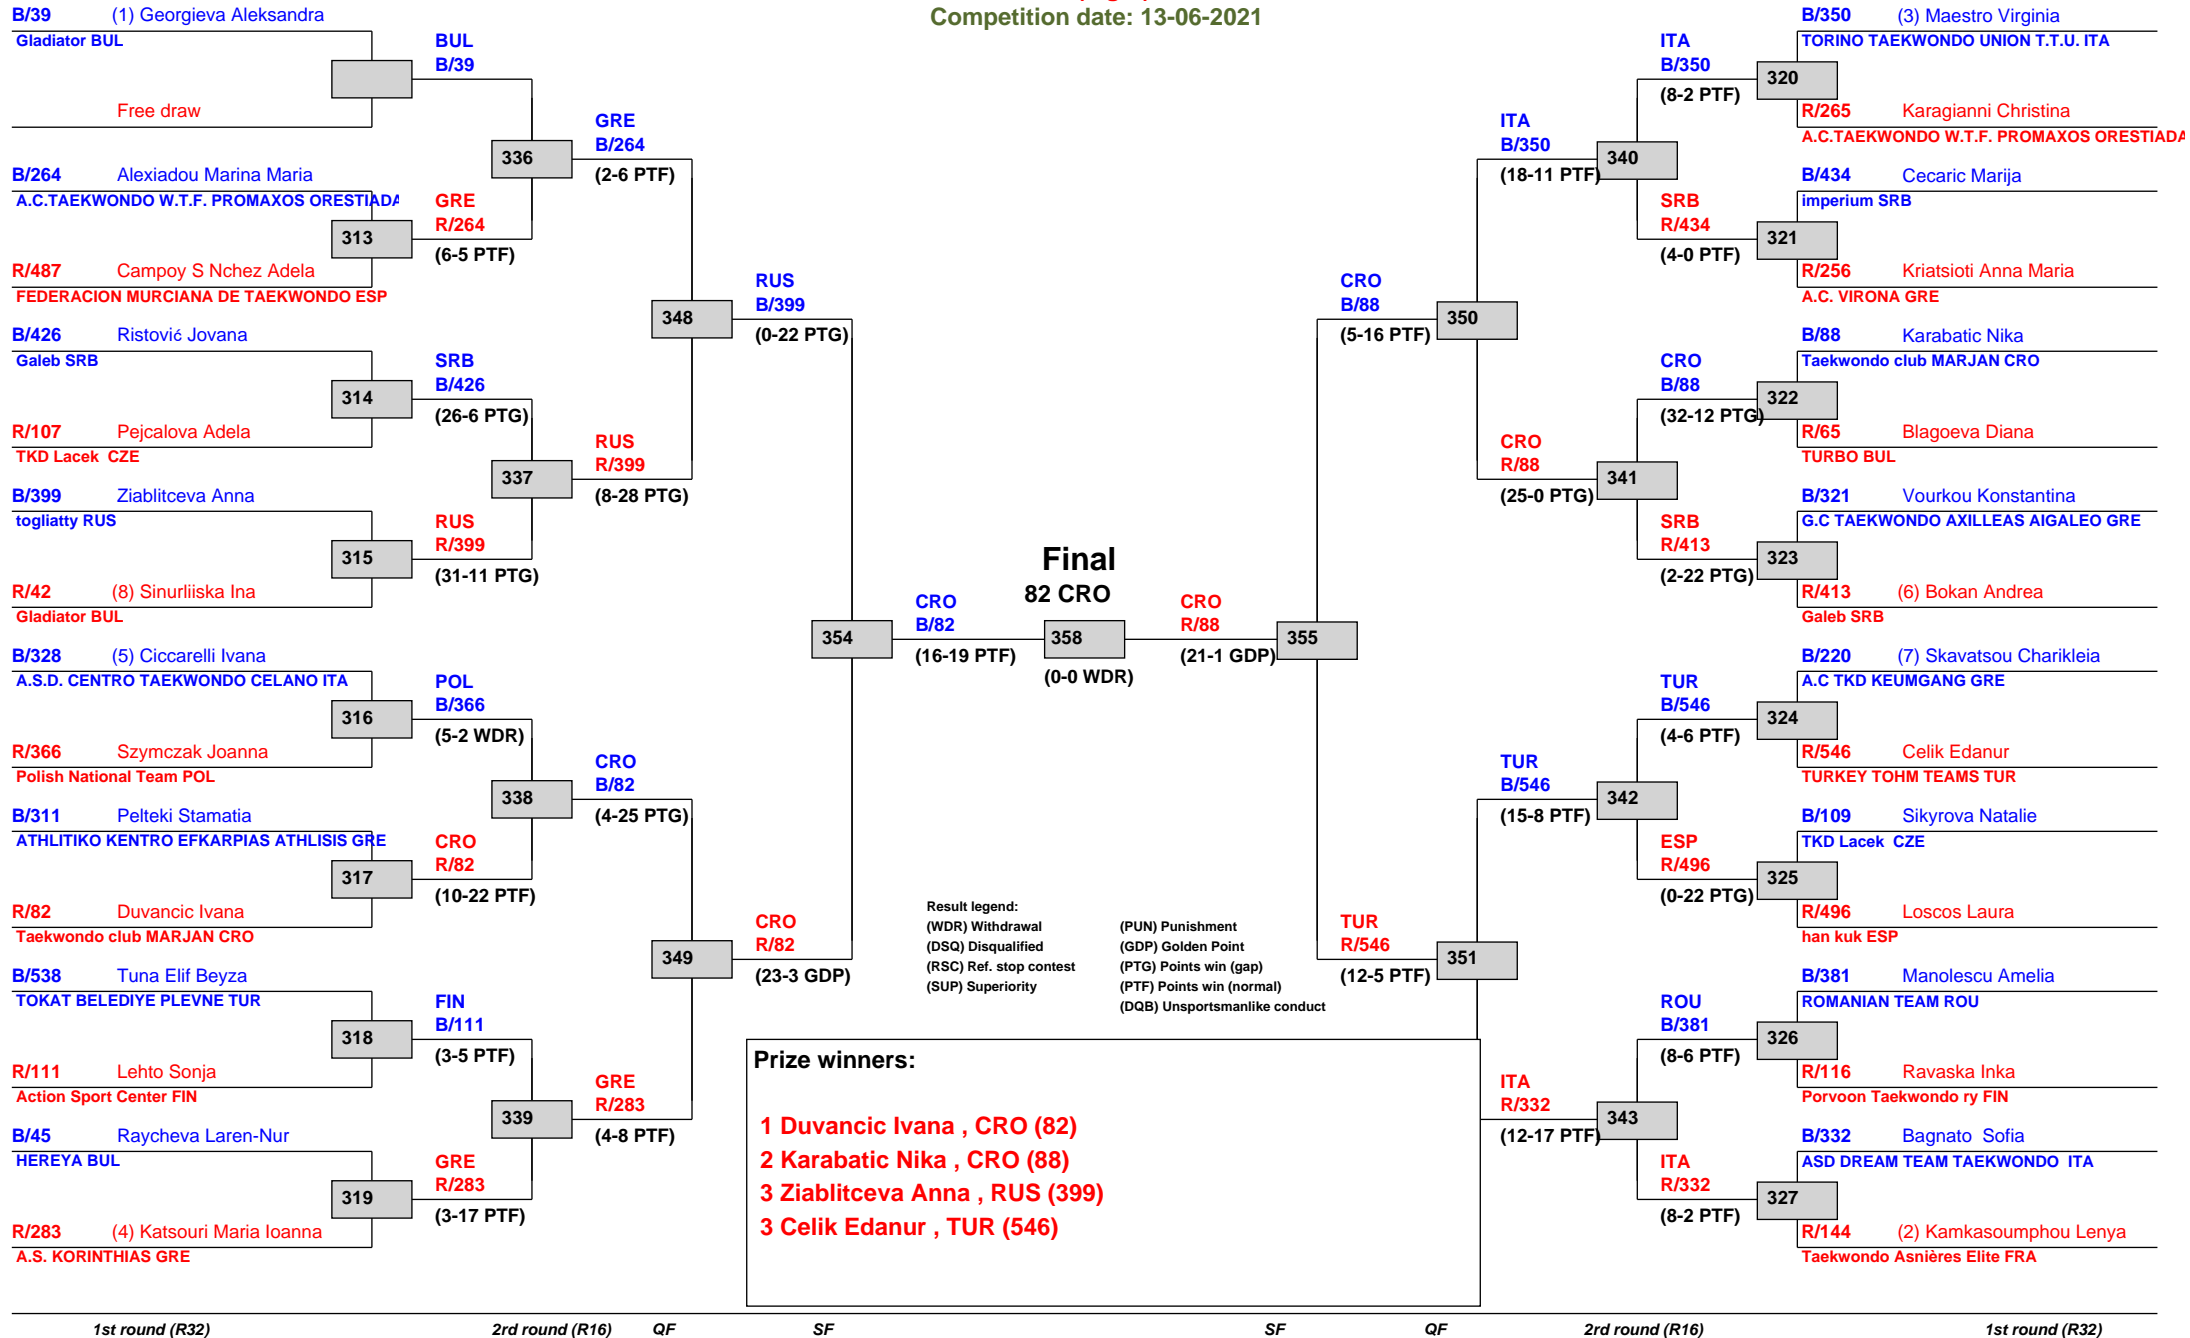 Competition date: 13-06-2021
B/39 (1) Georgieva Aleksandra
Gladiator BUL
Free draw
B/264 Alexiadou Marina Maria
A.C.TAEKWONDO W.T.F. PROMAXOS ORESTIADA
313
R/487 Campoy S Nchez Adela
FEDERACION MURCIANA DE TAEKWONDO ESP
B/426 Ristović Jovana
Galeb SRB
314
R/107 Pejcalova Adela
TKD Lacek CZE
B/399 Ziablitceva Anna
togliatty RUS
315
R/42 (8) Sinurliiska Ina
Gladiator BUL
B/328 (5) Ciccarelli Ivana
A.S.D. CENTRO TAEKWONDO CELANO ITA
316
R/366 Szymczak Joanna
Polish National Team POL
B/311 Pelteki Stamatia
ATHLITIKO KENTRO EFKARPIAS ATHLISIS GRE
317
R/82 Duvancic Ivana
Taekwondo club MARJAN CRO
B/538 Tuna Elif Beyza
TOKAT BELEDIYE PLEVNE TUR
318
R/111 Lehto Sonja
Action Sport Center FIN
B/45 Raycheva Laren-Nur
HEREYA BUL
319
R/283 (4) Katsouri Maria Ioanna
A.S. KORINTHIAS GRE
BUL
B/39
336
GRE
R/264
(6-5 PTF)
SRB
B/426
(26-6 PTG)
337
RUS
R/399
(31-11 PTG)
POL
B/366
(5-2 WDR)
338
CRO
R/82
(10-22 PTF)
FIN
B/111
(3-5 PTF)
339
GRE
R/283
(3-17 PTF)
GRE
B/264
(2-6 PTF)
348
RUS
R/399
(8-28 PTG)
CRO
B/82
(4-25 PTG)
349
GRE
R/283
(4-8 PTF)
RUS
B/399
(0-22 PTG)
354
CRO
R/82
(23-3 GDP)
CRO
B/82
(16-19 PTF)
Final
82 CRO
358
(0-0 WDR)
CRO
R/88
(21-1 GDP)
CRO
B/88
(5-16 PTF)
355
TUR
R/546
(12-5 PTF)
ITA
B/350
(18-11 PTF)
350
CRO
R/88
(25-0 PTG)
TUR
B/546
(15-8 PTF)
351
ITA
R/332
(12-17 PTF)
ITA
B/350
(8-2 PTF)
340
SRB
R/434
(4-0 PTF)
CRO
B/88
(32-12 PTG)
341
SRB
R/413
(2-22 PTG)
TUR
B/546
(4-6 PTF)
342
ESP
R/496
(0-22 PTG)
ROU
B/381
(8-6 PTF)
343
ITA
R/332
(8-2 PTF)
B/350 (3) Maestro Virginia
TORINO TAEKWONDO UNION T.T.U. ITA
320
R/265 Karagianni Christina
A.C.TAEKWONDO W.T.F. PROMAXOS ORESTIADA
B/434 Cecaric Marija
imperium SRB
321
R/256 Kriatsioti Anna Maria
A.C. VIRONA GRE
B/88 Karabatic Nika
Taekwondo club MARJAN CRO
322
R/65 Blagoeva Diana
TURBO BUL
B/321 Vourkou Konstantina
G.C TAEKWONDO AXILLEAS AIGALEO GRE
323
R/413 (6) Bokan Andrea
Galeb SRB
B/220 (7) Skavatsou Charikleia
A.C TKD KEUMGANG GRE
324
R/546 Celik Edanur
TURKEY TOHM TEAMS TUR
B/109 Sikyrova Natalie
TKD Lacek CZE
325
R/496 Loscos Laura
han kuk ESP
B/381 Manolescu Amelia
ROMANIAN TEAM ROU
326
R/116 Ravaska Inka
Porvoon Taekwondo ry FIN
B/332 Bagnato Sofia
ASD DREAM TEAM TAEKWONDO ITA
327
R/144 (2) Kamkasoumphou Lenya
Taekwondo Asnières Elite FRA
Result legend:
(WDR) Withdrawal (PUN) Punishment
(DSQ) Disqualified (GDP) Golden Point
(RSC) Ref. stop contest (PTG) Points win (gap)
(SUP) Superiority (PTF) Points win (normal)
(DQB) Unsportsmanlike conduct
Prize winners:
1 Duvancic Ivana , CRO (82)
2 Karabatic Nika , CRO (88)
3 Ziablitceva Anna , RUS (399)
3 Celik Edanur , TUR (546)
1st round (R32) 2rd round (R16) QF SF SF QF 2rd round (R16) 1st round (R32)